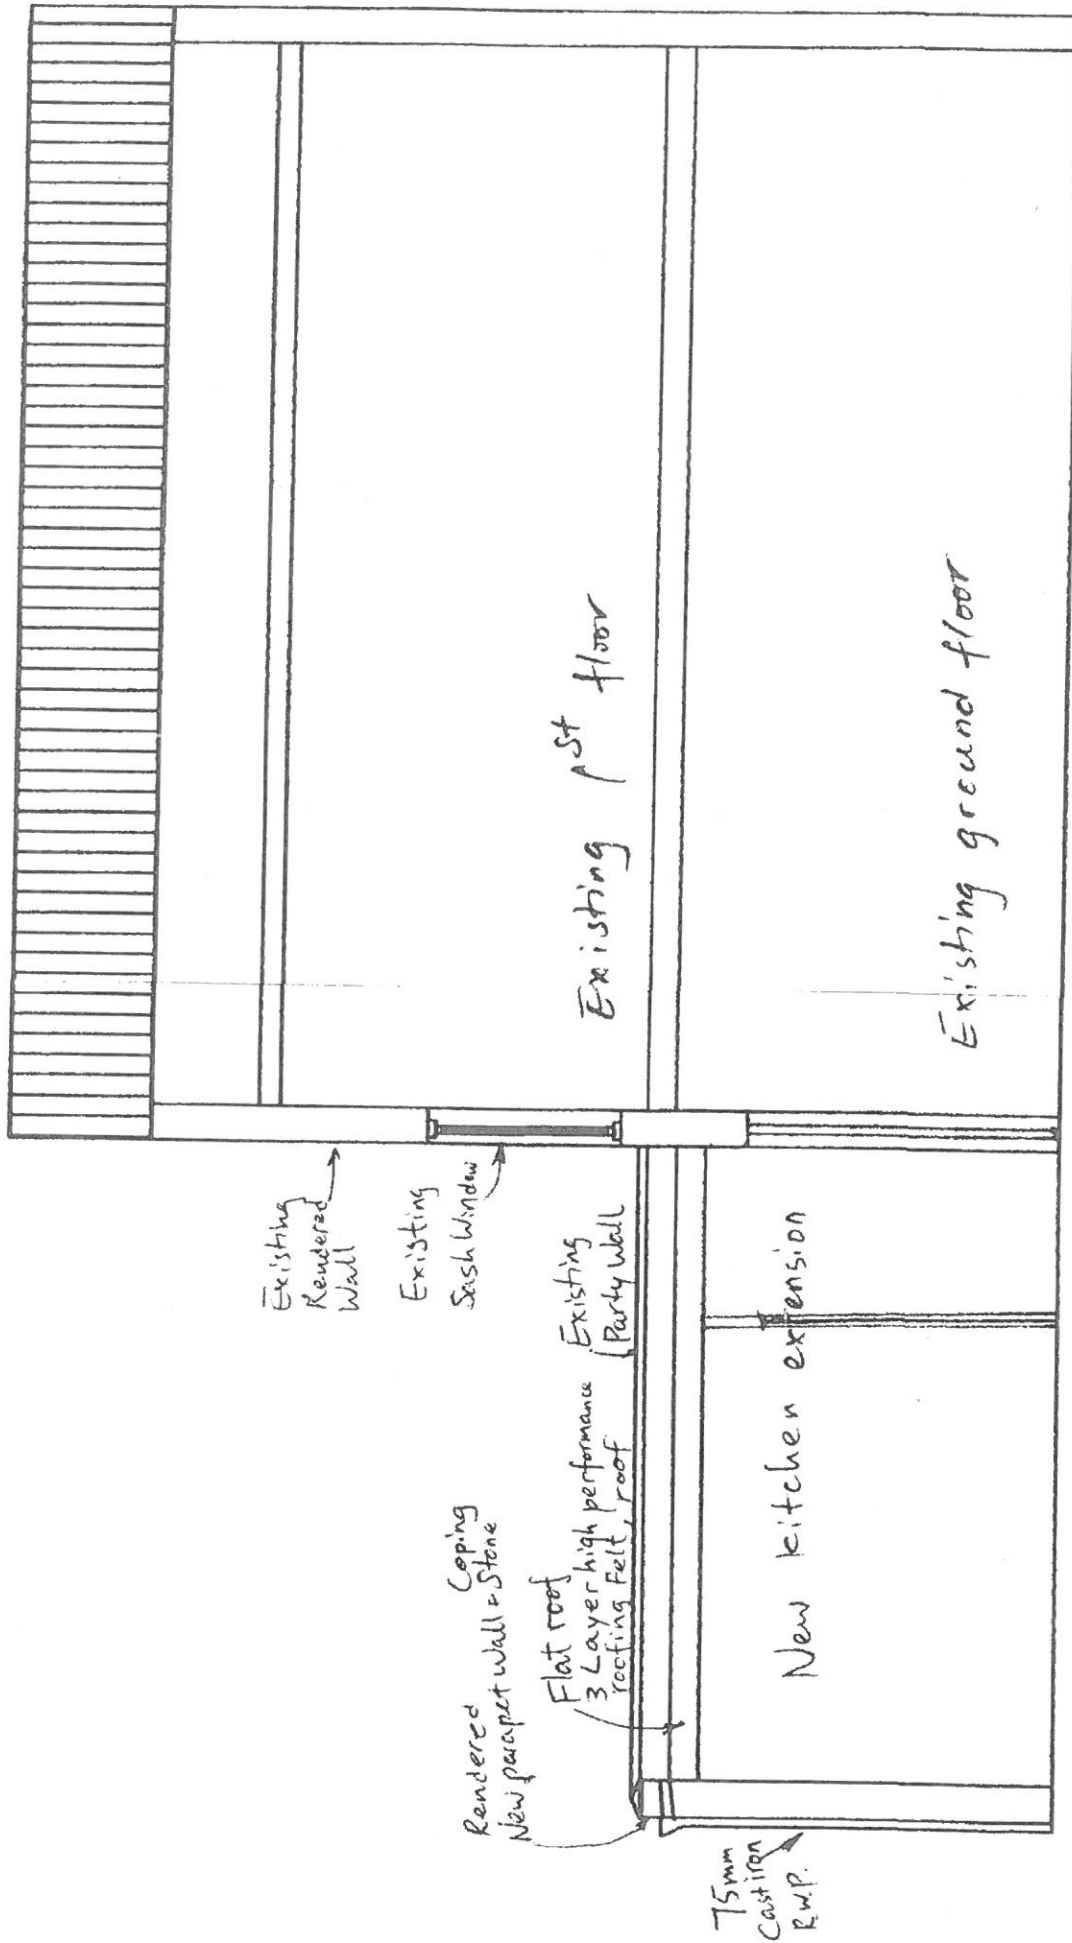 Existing
Rendered
Wall
Existing
Sash Window
Existing
Party Wall
Rendered Coping
New parapet Wall + Stone
Flat roof
3 Layer high performance
roofing Felt, roof
75mm
Cast iron
R.W.P.
Existing 1st floor
Existing ground floor
New kitchen extension